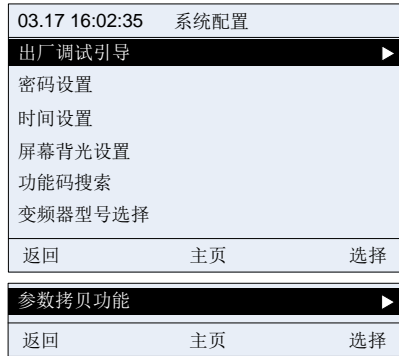 03.17 16:02:35 系统配置
出厂调试引导
密码设置
时间设置
屏幕背光设置
功能码搜索
变频器型号选择
返回 主页 选择
参数拷贝功能
返回 主页 选择